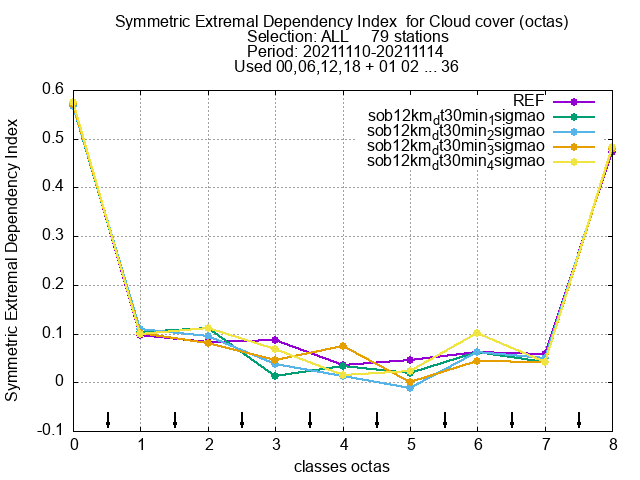 Symmetric Extremal Dependency Index  for Cloud cover (octas)
Selection: ALL     79 stations
Period: 20211110-20211114
Used 00,06,12,18 + 01 02 ... 36
REF
sob12km_dt30min_1sigmao
sob12km_dt30min_2sigmao
sob12km_dt30min_3sigmao
sob12km_dt30min_4sigmao
Symmetric Extremal Dependency Index
0.6
0.5
0.4
0.3
0.2
0.1
0
-0.1
0 1 2 3 4 5 6 7 8
classes octas